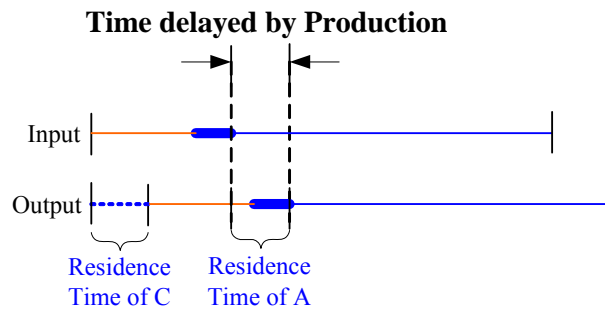 Time delayed by Production
Input
Output
Residence
Time of C
Residence
Time of A